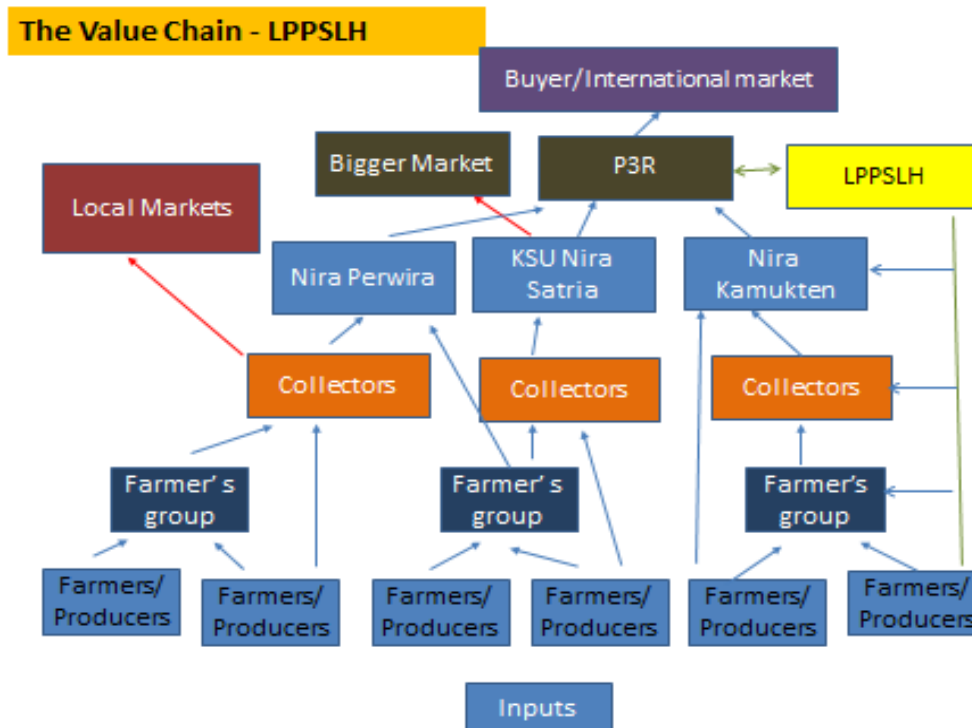 The Value Chain - LPPSLH
Buyer/International market
Bigger Market
P3R
LPPSLH
Local Markets
Nira Perwira
KSU Nira
Satria
Nira
Kamukten
Collectors
Collectors
Collectors
Farmer' s
group
Farmer' s
group
Farmer's
group
Farmers/
Producers
Farmers/
Producers
Farmers/
Producers
Farmers/
Producers
Farmers/
Producers
Farmers/
Producers
Inputs